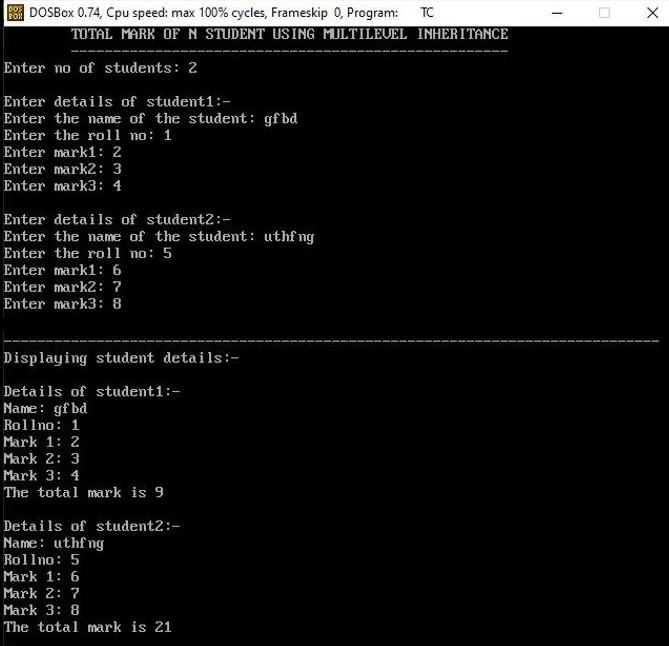 DOSBox 0.74, Cpu speed: max 100% cycles, Frameskip 0, Program: TC
TOTAL MARK OF N STUDENT USING MULTILEVEL INHERITANCE
----------------------------------------------------
Enter no of students: 2
Enter details of student1:-
Enter the name of the student: gfbd
Enter the roll no: 1
Enter mark1: 2
Enter mark2: 3
Enter mark3: 4
Enter details of student2:-
Enter the name of the student: uthfng
Enter the roll no: 5
Enter mark1: 6
Enter mark2: 7
Enter mark3: 8
------------------------------------------------------------------------------
Displaying student details:-
Details of student1:-
Name: gfbd
Rollno: 1
Mark 1: 2
Mark 2: 3
Mark 3: 4
The total mark is 9
Details of student2:-
Name: uthfng
Rollno: 5
Mark 1: 6
Mark 2: 7
Mark 3: 8
The total mark is 21